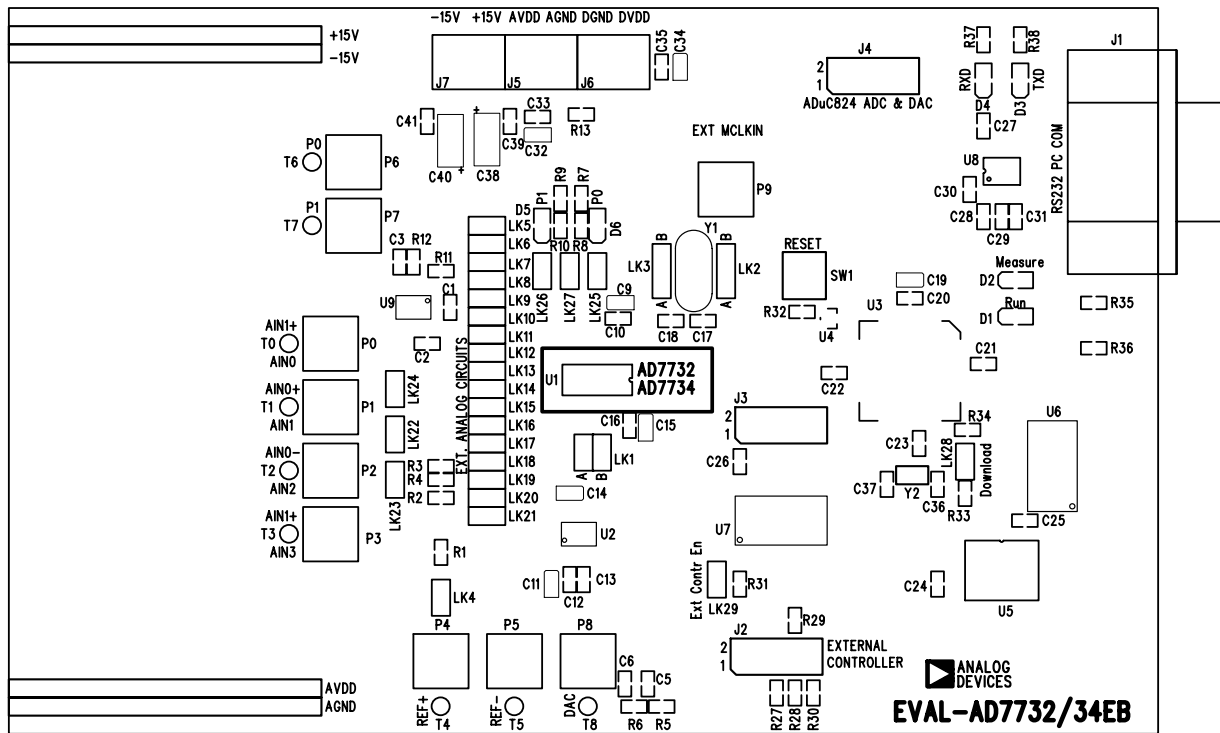 -15V +15V AVDD AGND DGND DVDD
+15V
-15V
J7
J5
J6
C35
C34
J4
2
1
ADuC824 ADC & DAC
R37
R38
RXD
TXD
D4
D3
J1
RS232 PC COM
C27
C41
C40
C38
C39
C33
C32
R13
EXT MCLKIN
P9
U8
C30
C28
C29
C31
P0
T6
P6
P1
T7
P7
R9
R7
P1
P0
D5
D6
R10
R8
LK5
LK6
LK7
LK8
LK9
LK10
LK11
LK12
LK13
LK14
LK15
LK16
LK17
LK18
LK19
LK20
LK21
EXT. ANALOG CIRCUITS
C3
R12
R11
U9
C1
C2
LK26
LK27
LK25
C9
C10
B
LK3
A
Y1
B
LK2
A
C18
C17
RESET
SW1
R32
U4
U3
C19
C20
Measure
D2
Run
D1
R35
R36
C21
C22
AIN1+
T0
AIN0
P0
AIN0+
T1
AIN1
P1
AIN0-
T2
AIN2
P2
AIN1+
T3
AIN3
P3
LK24
LK22
LK23
R3
R4
R2
U1
AD7732
AD7734
C16
C15
LK1
A
B
C14
U2
J3
2
1
C26
U7
C23
R34
LK28
Download
C37
Y2
C36
R33
U6
C25
U5
C24
R1
LK4
C11
C12
C13
Ext Contr En
LK29
R31
R29
P4
P5
P8
REF+
T4
REF-
T5
DAC
T8
C6
C5
R6
R5
J2
2
1
EXTERNAL
CONTROLLER
R27
R28
R30
AVDD
AGND
ANALOG
DEVICES
EVAL-AD7732/34EB